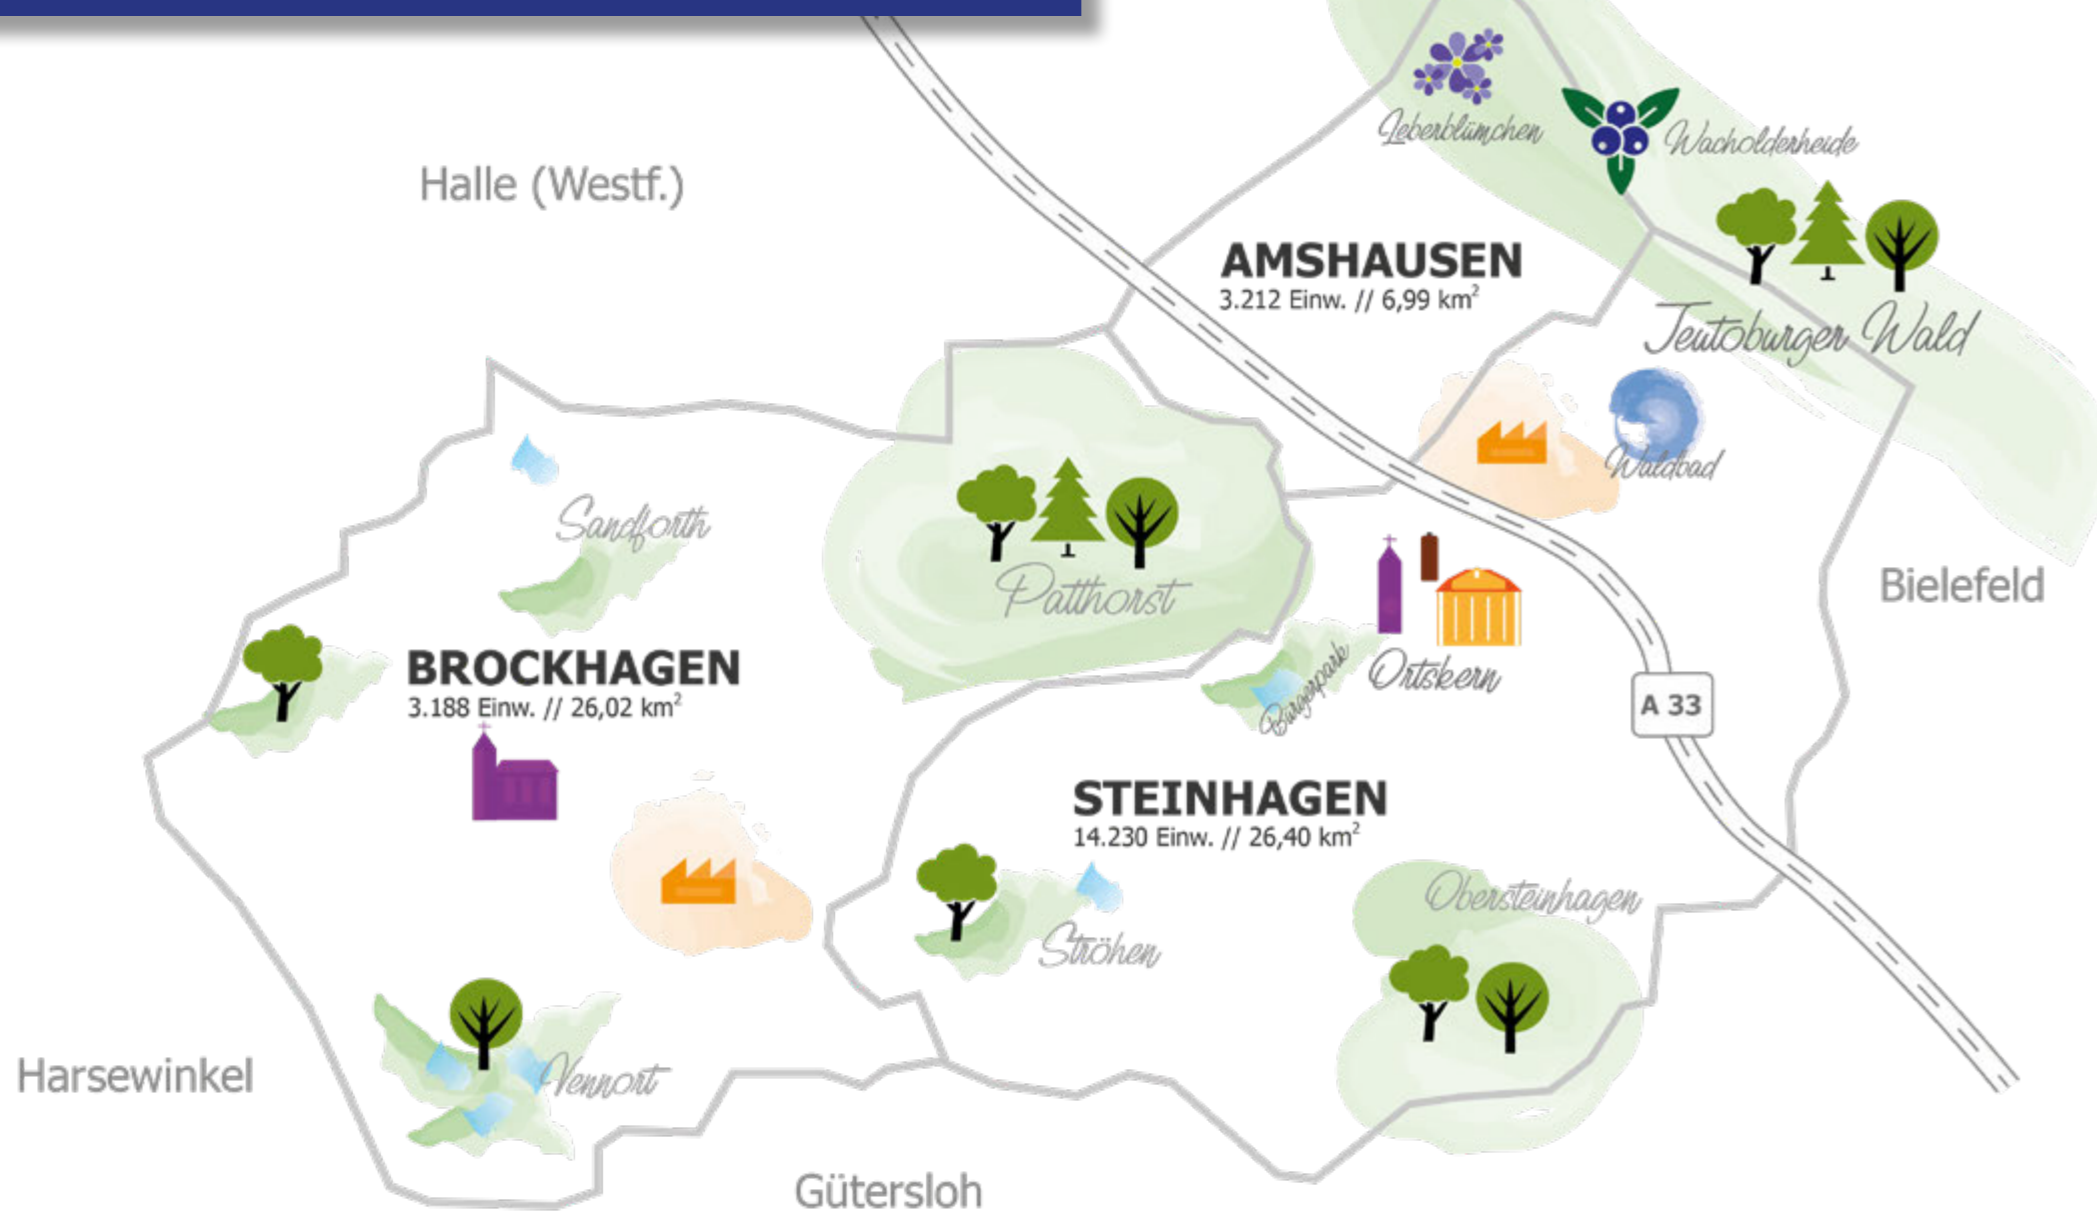 Leberblümchen
Wacholderheide
Halle (Westf.)
AMSHAUSEN
3.212 Einw. // 6,99 km²
Teutoburger Wald
Waldbad
Sandforth
Patthorst
Bielefeld
BROCKHAGEN
3.188 Einw. // 26,02 km²
Bürgerpark
Ortskern
A 33
STEINHAGEN
14.230 Einw. // 26,40 km²
Obersteinhagen
Ströhen
Harsewinkel
Vennort
Gütersloh